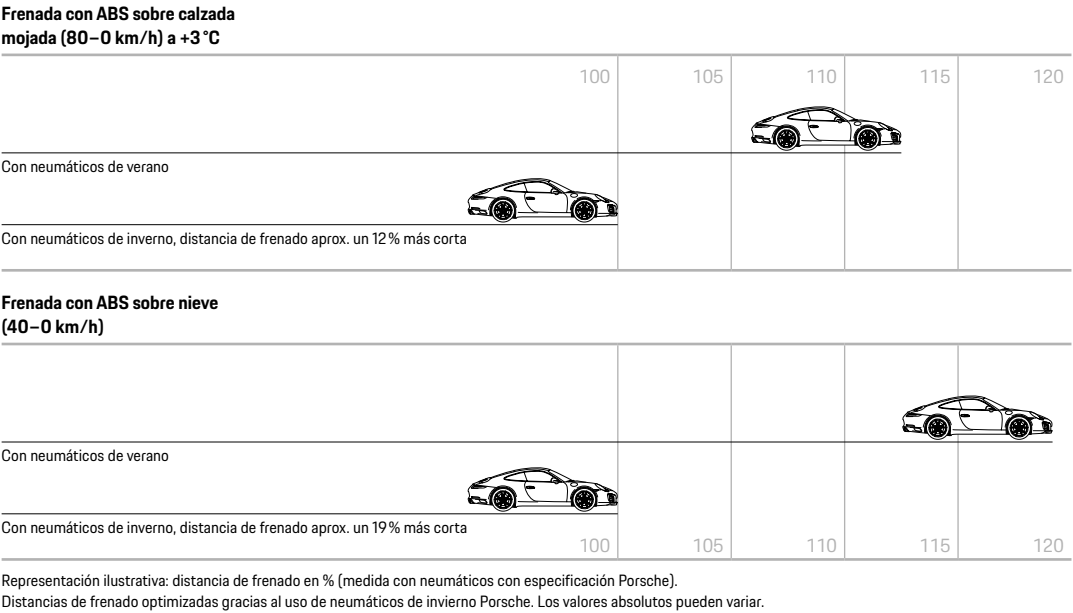 Frenada con ABS sobre calzada
mojada (80–0 km/h) a +3 °C
100 105 110 115 120
Con neumáticos de verano
Con neumáticos de inverno, distancia de frenado aprox. un 12 % más corta
Frenada con ABS sobre nieve
(40–0 km/h)
Con neumáticos de verano
Con neumáticos de inverno, distancia de frenado aprox. un 19 % más corta
100 105 110 115 120
Representación ilustrativa: distancia de frenado en % (medida con neumáticos con especificación Porsche).
Distancias de frenado optimizadas gracias al uso de neumáticos de invierno Porsche. Los valores absolutos pueden variar.